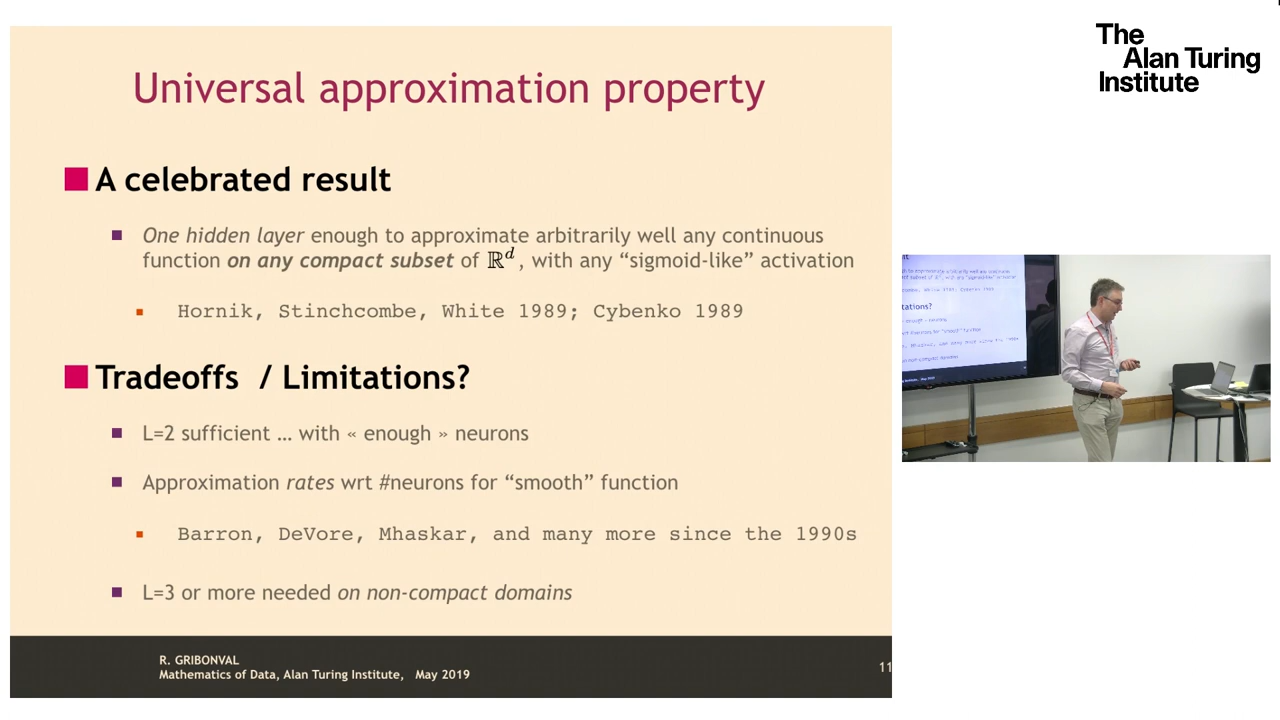 Universal approximation property
A celebrated result
One hidden layer enough to approximate arbitrarily well any continuous
function on any compact subset of ℝᵈ, with any “sigmoid-like” activation
Hornik, Stinchcombe, White 1989; Cybenko 1989
Tradeoffs / Limitations?
L=2 sufficient … with « enough » neurons
Approximation rates wrt #neurons for “smooth” function
Barron, DeVore, Mhaskar, and many more since the 1990s
L=3 or more needed on non-compact domains
R. GRIBONVAL
Mathematics of Data, Alan Turing Institute, May 2019
11
The
Alan Turing
Institute